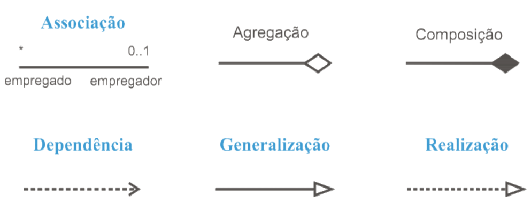 Associação
Agregação
Composição
* 0..1
empregado empregador
Dependência
Generalização
Realização